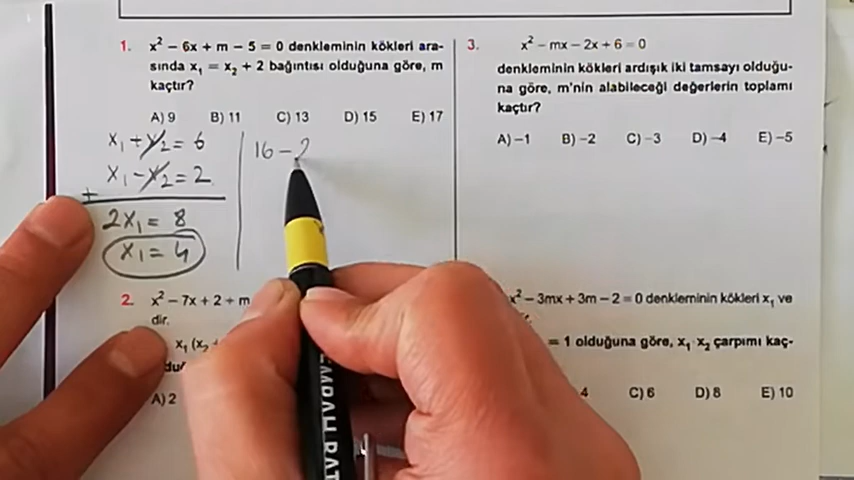 1. x² – 6x + m – 5 = 0 denkleminin kökleri ara-
sında x₁ = x₂ + 2 bağıntısı olduğuna göre, m
kaçtır?
A) 9 B) 11 C) 13 D) 15 E) 17
x₁ + x₂ = 6
x₁ - x₂ = 2
+
2x₁ = 8
x₁ = 4
16 - 2
2. x² – 7x + 2 + m
dir.
x₁ (x₂
A) 2
3. x² – mx – 2x + 6 = 0
denkleminin kökleri ardışık iki tamsayı olduğu-
na göre, m'nin alabileceği değerlerin toplamı
kaçtır?
A) –1 B) –2 C) –3 D) –4 E) –5
x² – 3mx + 3m – 2 = 0 denkleminin kökleri x₁ ve
= 1 olduğuna göre, x₁ x₂ çarpımı kaç-
4 C) 6 D) 8 E) 10